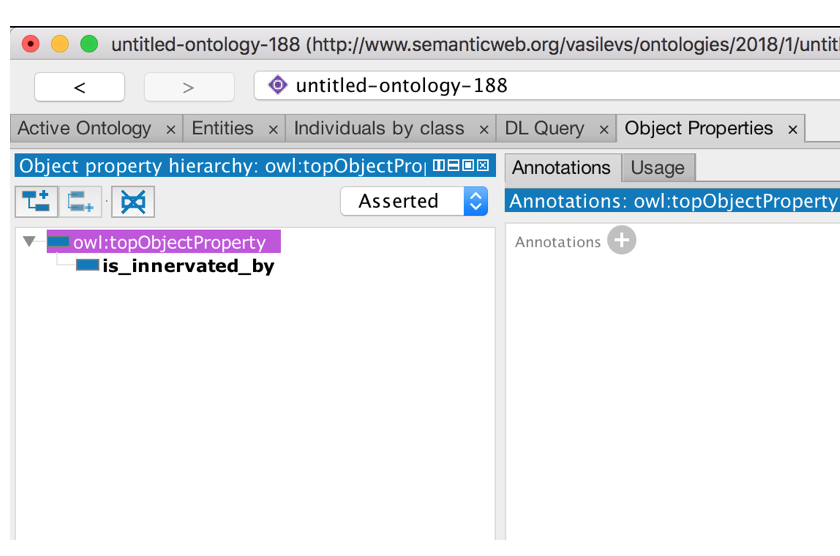 untitled-ontology-188 (http://www.semanticweb.org/vasilevs/ontologies/2018/1/untitl
< >
untitled-ontology-188
Active Ontology × Entities × Individuals by class × DL Query × Object Properties ×
Object property hierarchy: owl:topObjectProp
Annotations Usage
Asserted
Annotations: owl:topObjectProperty
owl:topObjectProperty
Annotations
is_innervated_by